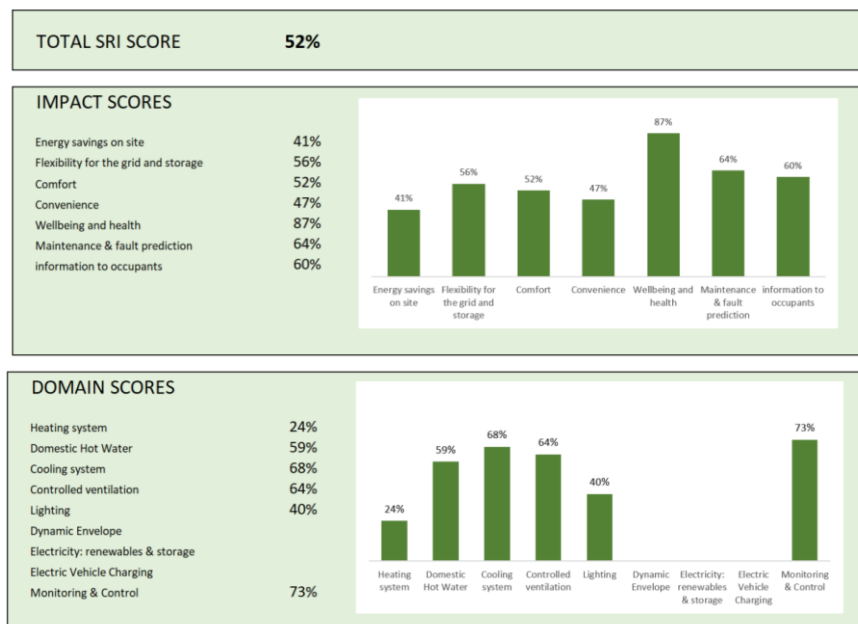 TOTAL SRI SCORE 52%
IMPACT SCORES
Energy savings on site 41%
Flexibility for the grid and storage 56%
Comfort 52%
Convenience 47%
Wellbeing and health 87%
Maintenance & fault prediction 64%
information to occupants 60%
41% 56% 52% 47% 87% 64% 60%
Energy savings Flexibility for Comfort Convenience Wellbeing and Maintenance information to
on site the grid and health & fault occupants
storage prediction
DOMAIN SCORES
Heating system 24%
Domestic Hot Water 59%
Cooling system 68%
Controlled ventilation 64%
Lighting 40%
Dynamic Envelope
Electricity: renewables & storage
Electric Vehicle Charging
Monitoring & Control 73%
24% 59% 68% 64% 40% 73%
Heating Domestic Cooling Controlled Lighting Dynamic Electricity: Electric Monitoring
system Hot Water system ventilation Envelope renewables Vehicle & Control
& storage Charging